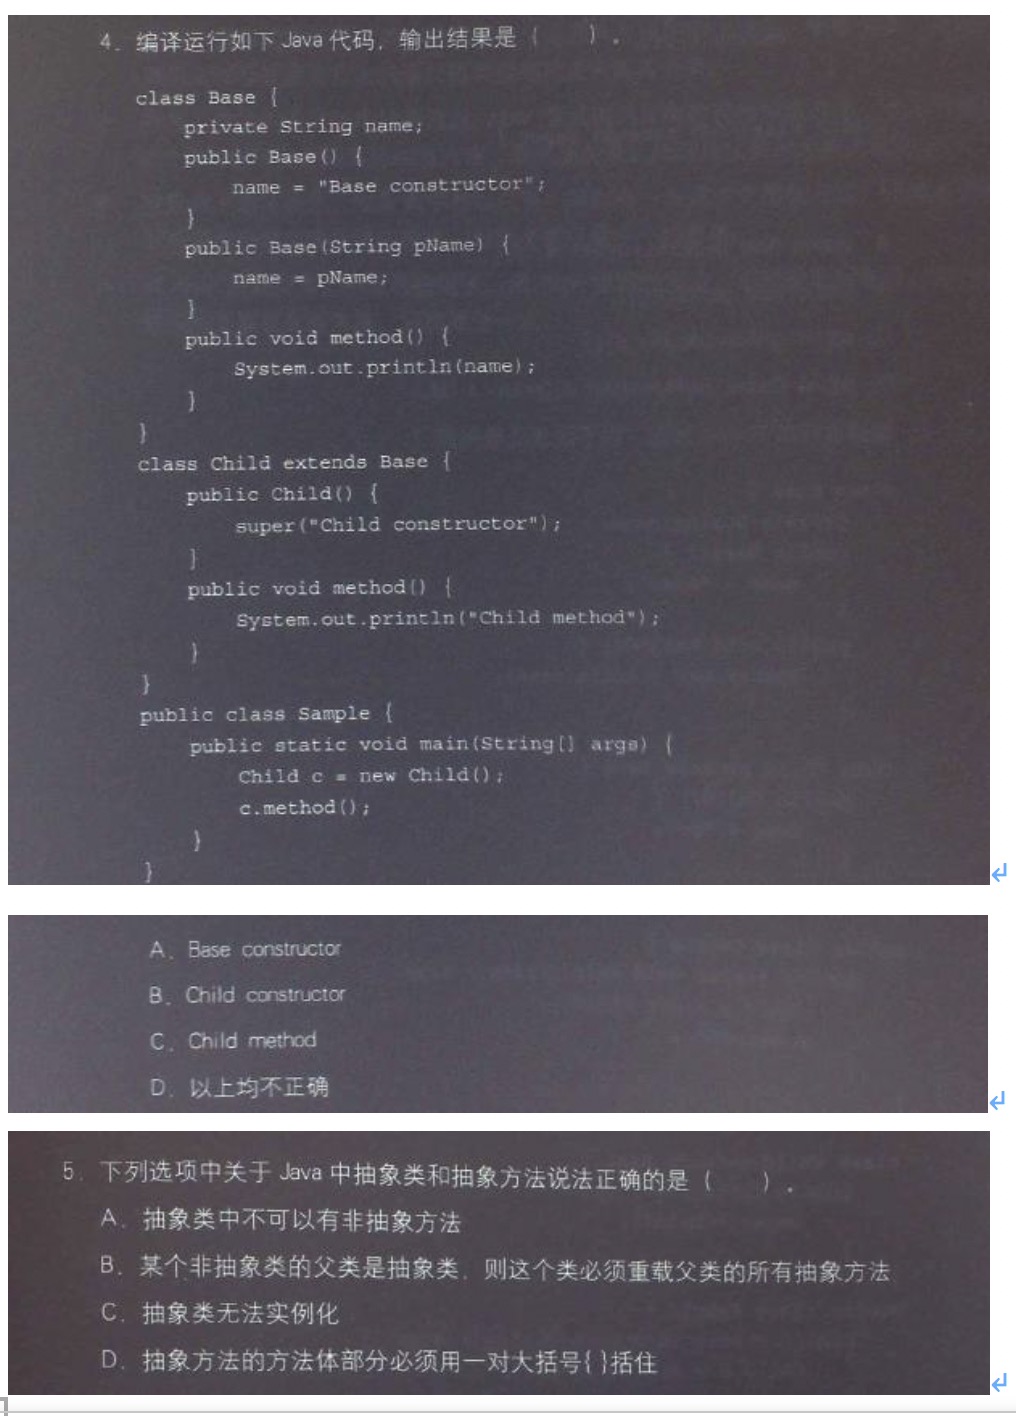 4. 编译运行如下 Java 代码，输出结果是（ ）。
class Base {
private String name;
public Base() {
name = "Base constructor";
}
public Base(String pName) {
name = pName;
}
public void method() {
System.out.println(name);
}
}
class Child extends Base {
public Child() {
super("Child constructor");
}
public void method() {
System.out.println("Child method");
}
}
public class Sample {
public static void main(String[] args) {
Child c = new Child();
c.method();
}
}
A. Base constructor
B. Child constructor
C. Child method
D. 以上均不正确
5. 下列选项中关于 Java 中抽象类和抽象方法说法正确的是（ ）。
A. 抽象类中不可以有非抽象方法
B. 某个非抽象类的父类是抽象类，则这个类必须重载父类的所有抽象方法
C. 抽象类无法实例化
D. 抽象方法的方法体部分必须用一对大括号{ }括住